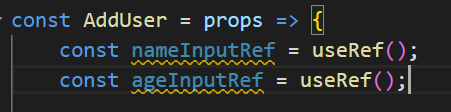 const AddUser = props => {
const nameInputRef = useRef();
const ageInputRef = useRef();